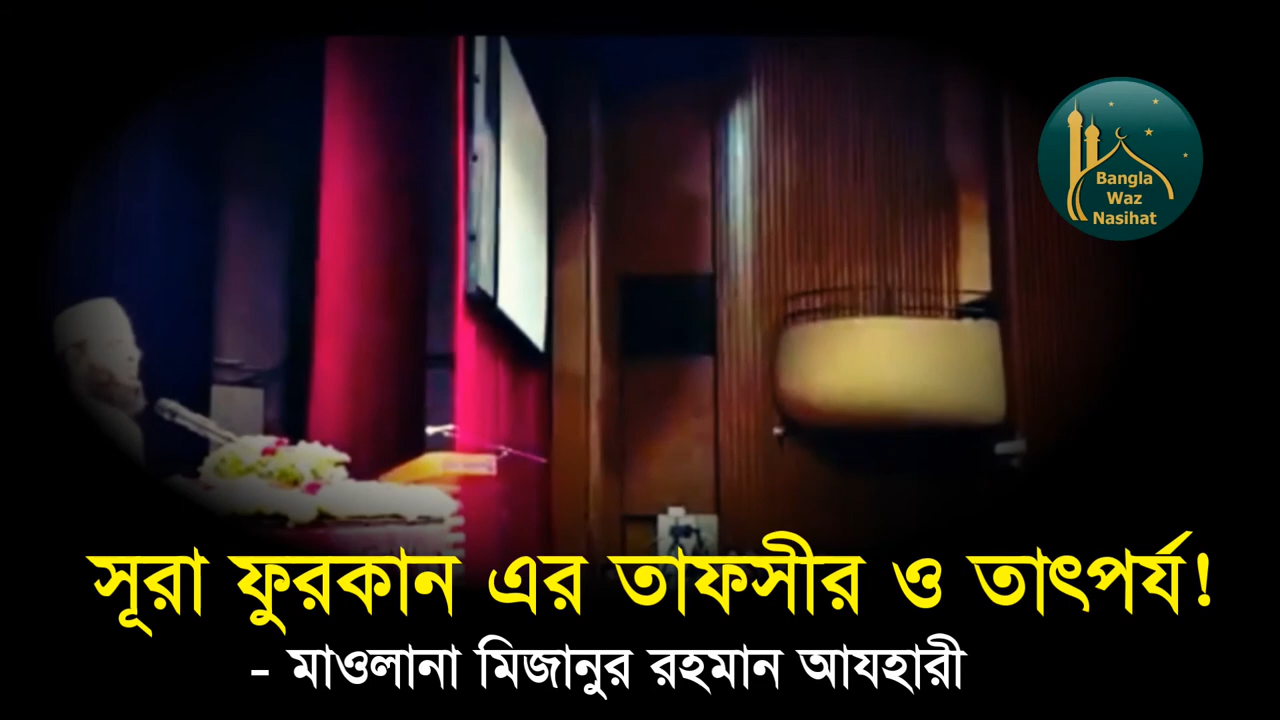 Bangla
Waz
Nasihat
সূরা ফুরকান এর তাফসীর ও তাৎপর্য!
- মাওলানা মিজানুর রহমান আযহারী